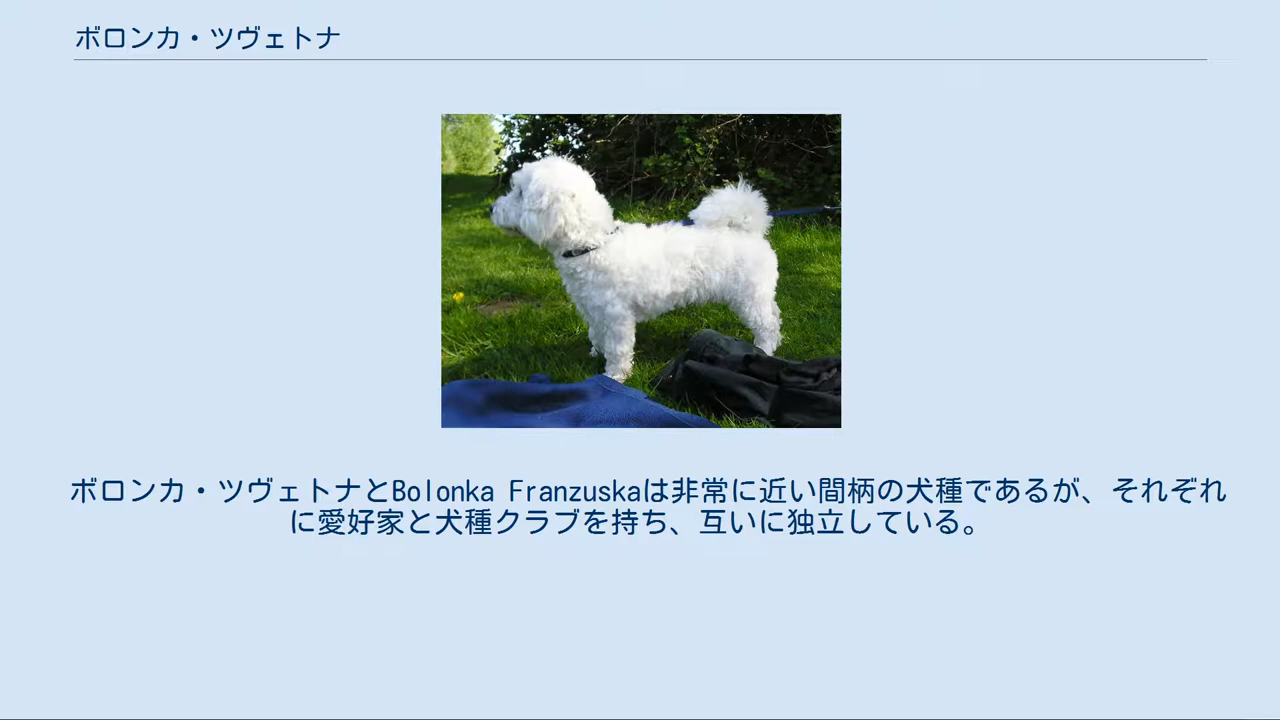 ボロンカ・ツヴェトナ
ボロンカ・ツヴェトナとBolonka Franzuskaは非常に近い間柄の犬種であるが、それぞれ
に愛好家と犬種クラブを持ち、互いに独立している。